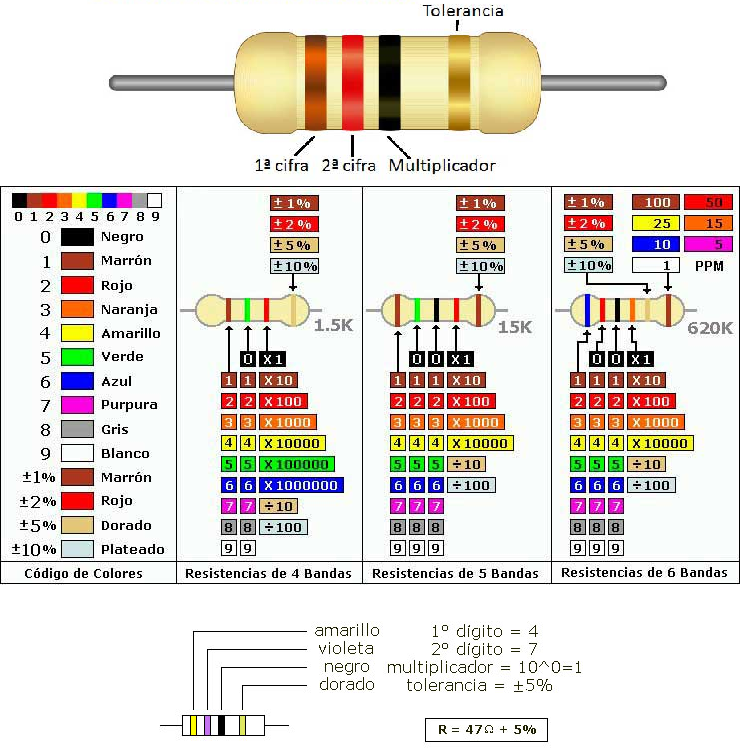 Tolerancia
1ª cifra 2ª cifra Multiplicador
0 1 2 3 4 5 6 7 8 9
0 Negro
1 Marrón
2 Rojo
3 Naranja
4 Amarillo
5 Verde
6 Azul
7 Purpura
8 Gris
9 Blanco
±1% Marrón
±2% Rojo
±5% Dorado
±10% Plateado
Código de Colores
±1%
±2%
±5%
±10%
1.5K
0 X1
1 1 X10
2 2 X100
3 3 X1000
4 4 X10000
5 5 X100000
6 6 X1000000
7 7 ÷10
8 8 ÷100
9 9
Resistencias de 4 Bandas
±1%
±2%
±5%
±10%
15K
0 0 X1
1 1 1 X10
2 2 2 X100
3 3 3 X1000
4 4 4 X10000
5 5 5 ÷10
6 6 6 ÷100
7 7 7
8 8 8
9 9 9
Resistencias de 5 Bandas
±1% 100 50
±2% 25 15
±5% 10 5
±10% 1 PPM
620K
0 0 X1
1 1 1 X10
2 2 2 X100
3 3 3 X1000
4 4 4 X10000
5 5 5 ÷10
6 6 6 ÷100
7 7 7
8 8 8
9 9 9
Resistencias de 6 Bandas
amarillo 1° dígito = 4
violeta 2° dígito = 7
negro multiplicador = 10^0=1
dorado tolerancia = ±5%
R = 47Ω + 5%